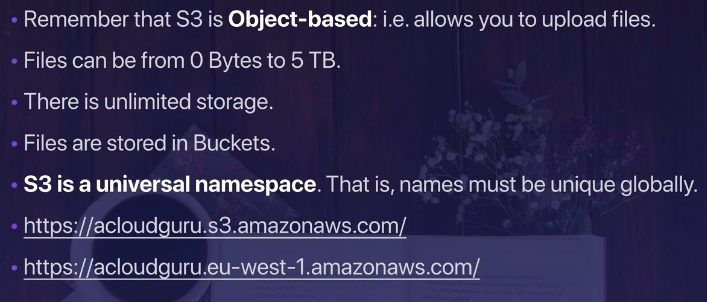 • Remember that S3 is Object-based: i.e. allows you to upload files.
• Files can be from 0 Bytes to 5 TB.
• There is unlimited storage.
• Files are stored in Buckets.
• S3 is a universal namespace. That is, names must be unique globally.
• https://acloudguru.s3.amazonaws.com/
• https://acloudguru.eu-west-1.amazonaws.com/